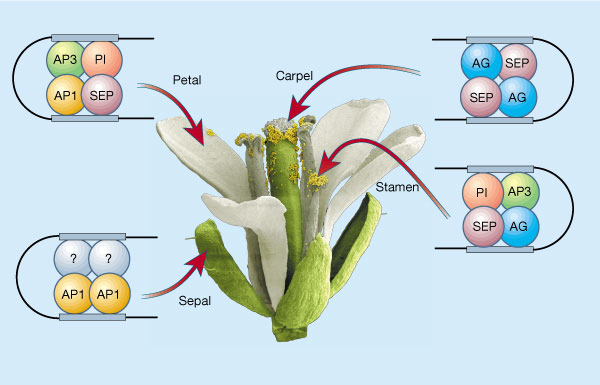 AP3 PI
AP1 SEP
Petal
Carpel
AG SEP
SEP AG
Stamen
PI AP3
SEP AG
? ?
AP1 AP1
Sepal